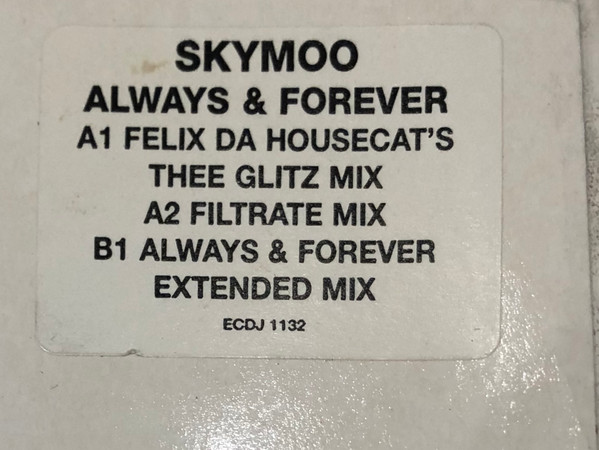 SKYMOO
ALWAYS & FOREVER
A1 FELIX DA HOUSECAT'S
THEE GLITZ MIX
A2 FILTRATE MIX
B1 ALWAYS & FOREVER
EXTENDED MIX
ECDJ 1132